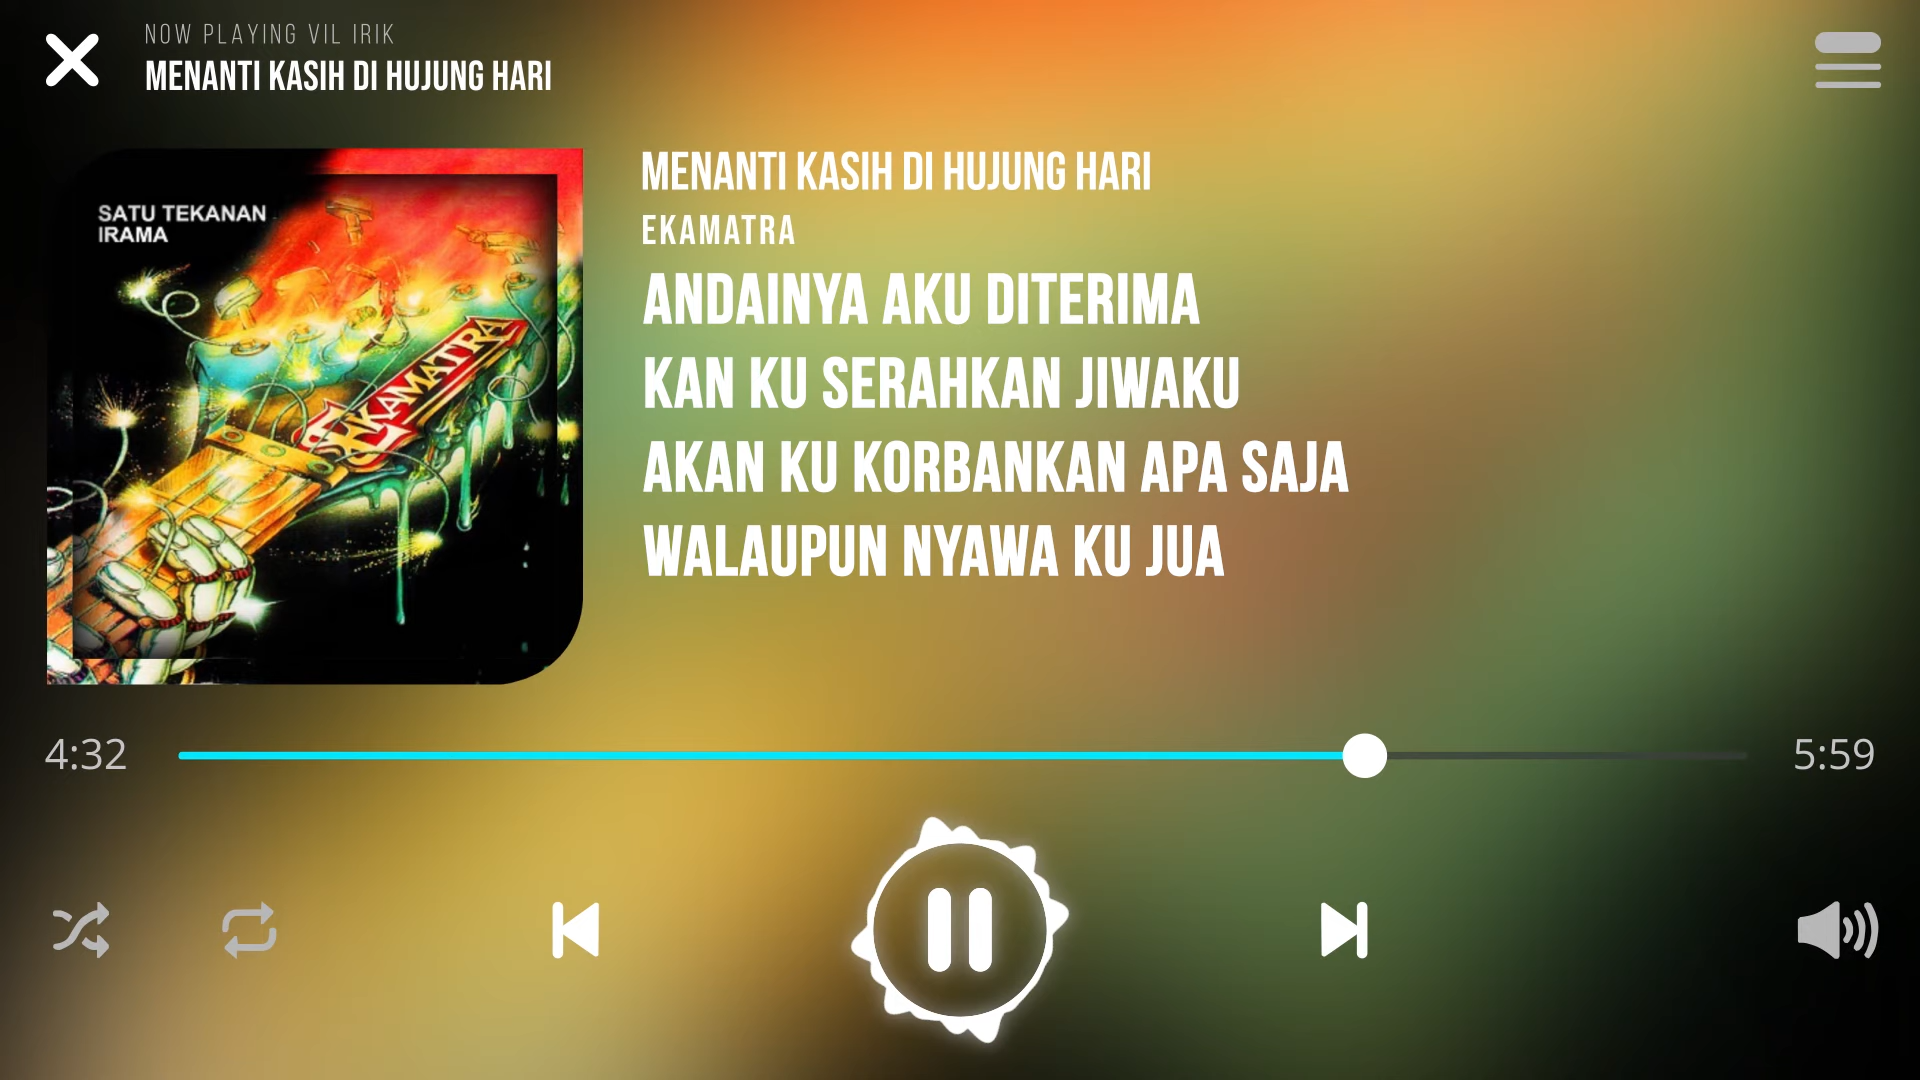 NOW PLAYING VIL IRIK
MENANTI KASIH DI HUJUNG HARI
SATU TEKANAN
IRAMA
EKAMATRA
MENANTI KASIH DI HUJUNG HARI
EKAMATRA
ANDAINYA AKU DITERIMA
KAN KU SERAHKAN JIWAKU
AKAN KU KORBANKAN APA SAJA
WALAUPUN NYAWA KU JUA
4:32
5:59